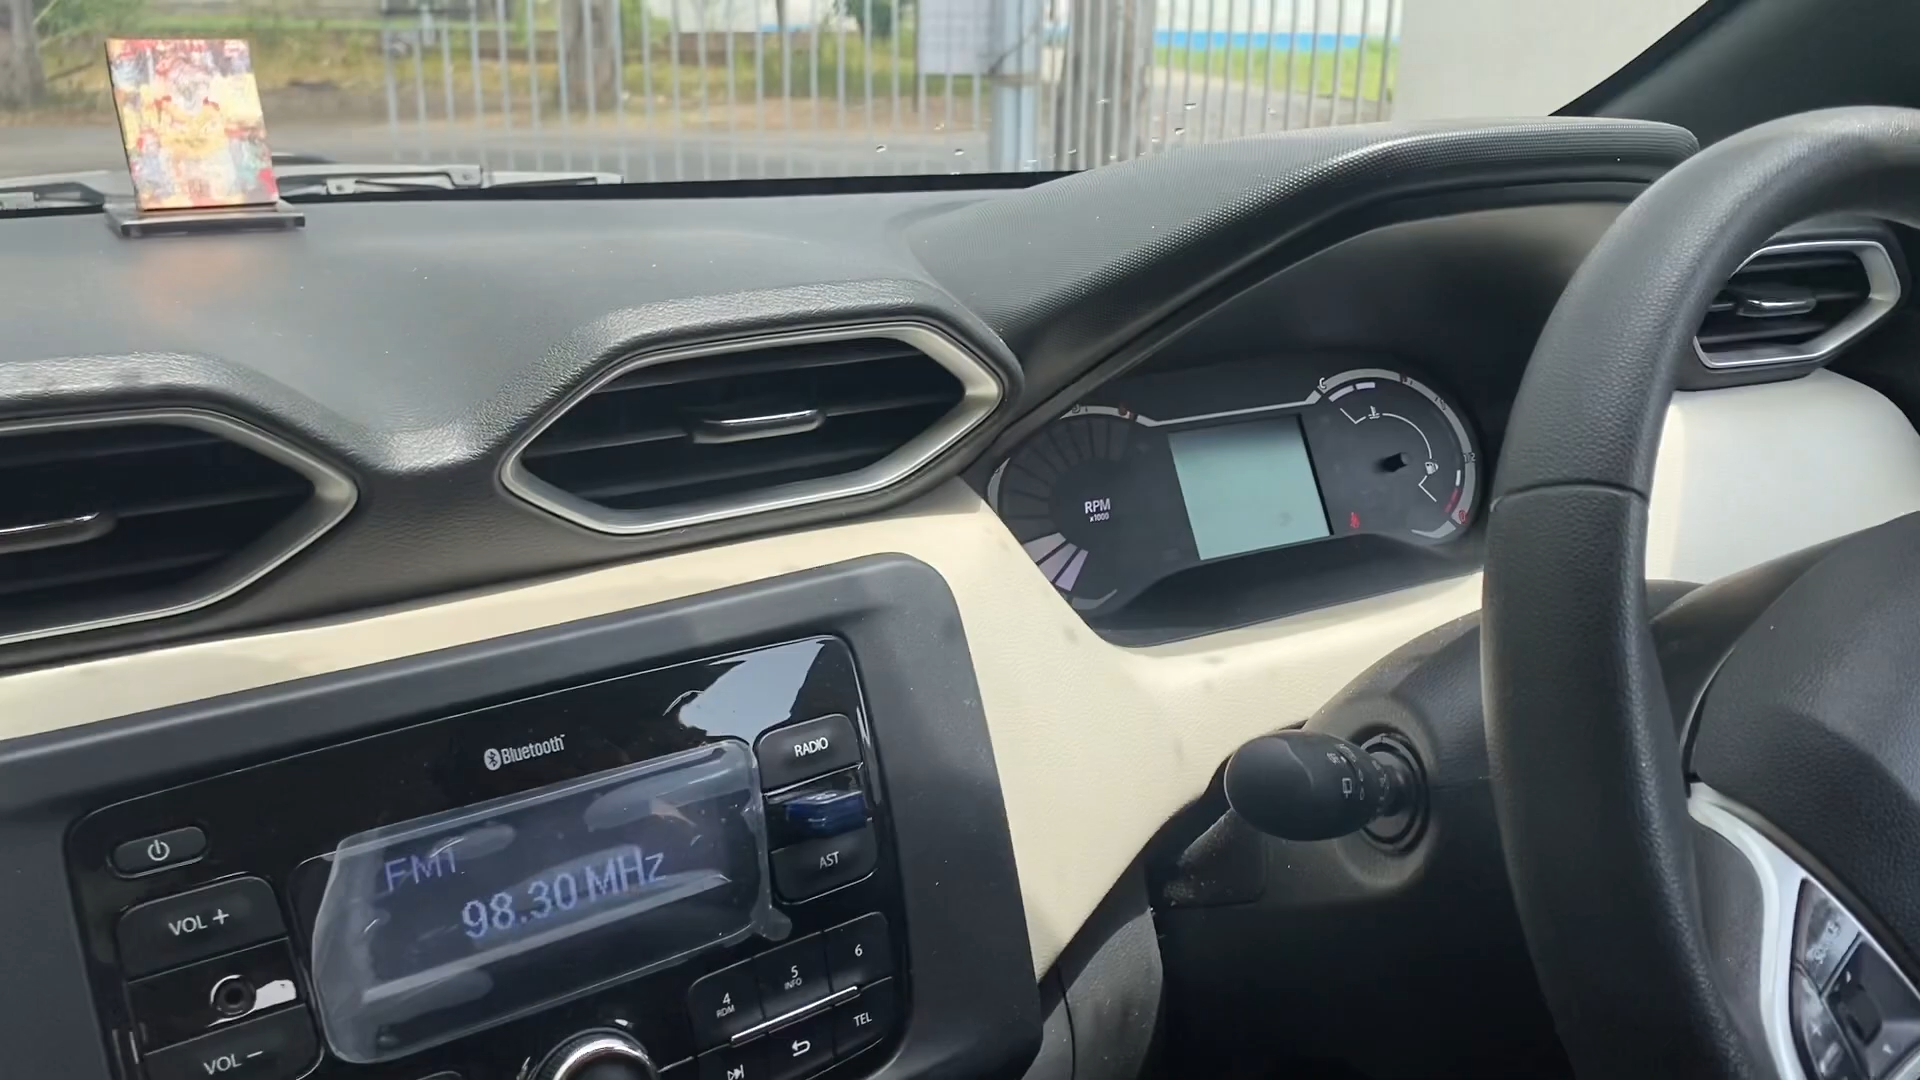 RPM
x1000
Bluetooth
RADIO
FM1
98.30 MHz
AST
VOL +
VOL −
4
RDM
5
INFO
6
TEL